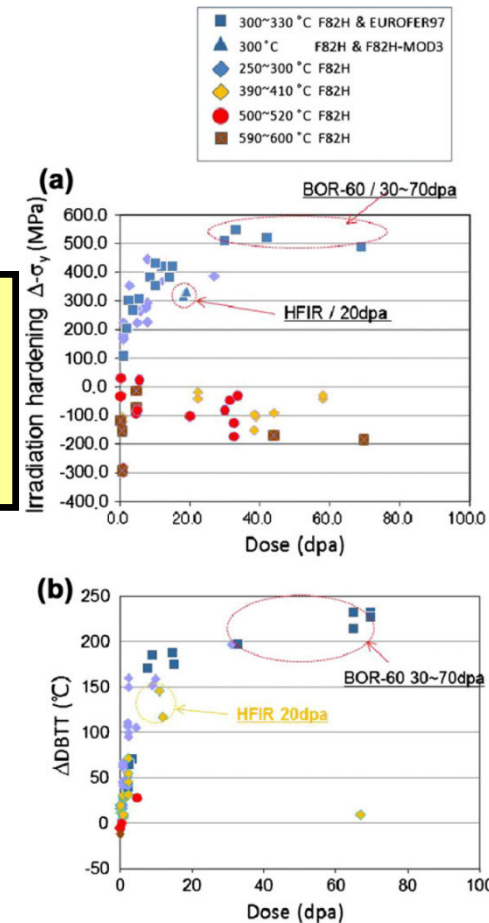 300~330 °C F82H & EUROFER97
300°C F82H & F82H-MOD3
250~300 °C F82H
390~410 °C F82H
500~520 °C F82H
590~600 °C F82H
(a)
BOR-60 / 30~70dpa
Irradiation hardening Δ-σy (MPa)
600.0
500.0
400.0
300.0
200.0
100.0
0.0
-100.0
-200.0
-300.0
-400.0
HFIR / 20dpa
0.0 20.0 40.0 60.0 80.0 100.0
Dose (dpa)
(b)
ΔDBTT (℃)
250
200
150
100
50
0
-50
BOR-60 30~70dpa
HFIR 20dpa
0 20 40 60 80 100
Dose (dpa)